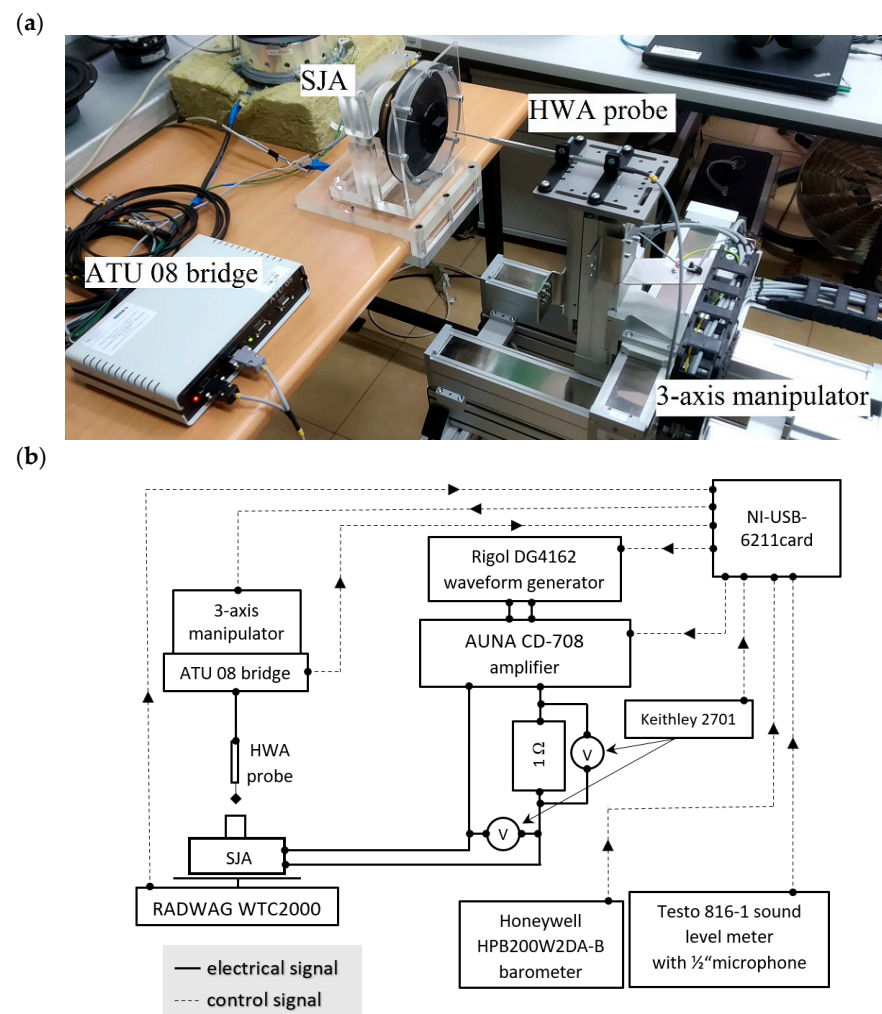 (a)
SJA
HWA probe
ATU 08 bridge
3-axis manipulator
(b)
NI-USB-
6211card
Rigol DG4162
waveform generator
3-axis
manipulator
AUNA CD-708
amplifier
ATU 08 bridge
Keithley 2701
1 Ω
V
HWA
probe
V
SJA
RADWAG WTC2000
Honeywell
HPB200W2DA-B
barometer
Testo 816-1 sound
level meter
with ½“microphone
electrical signal
control signal